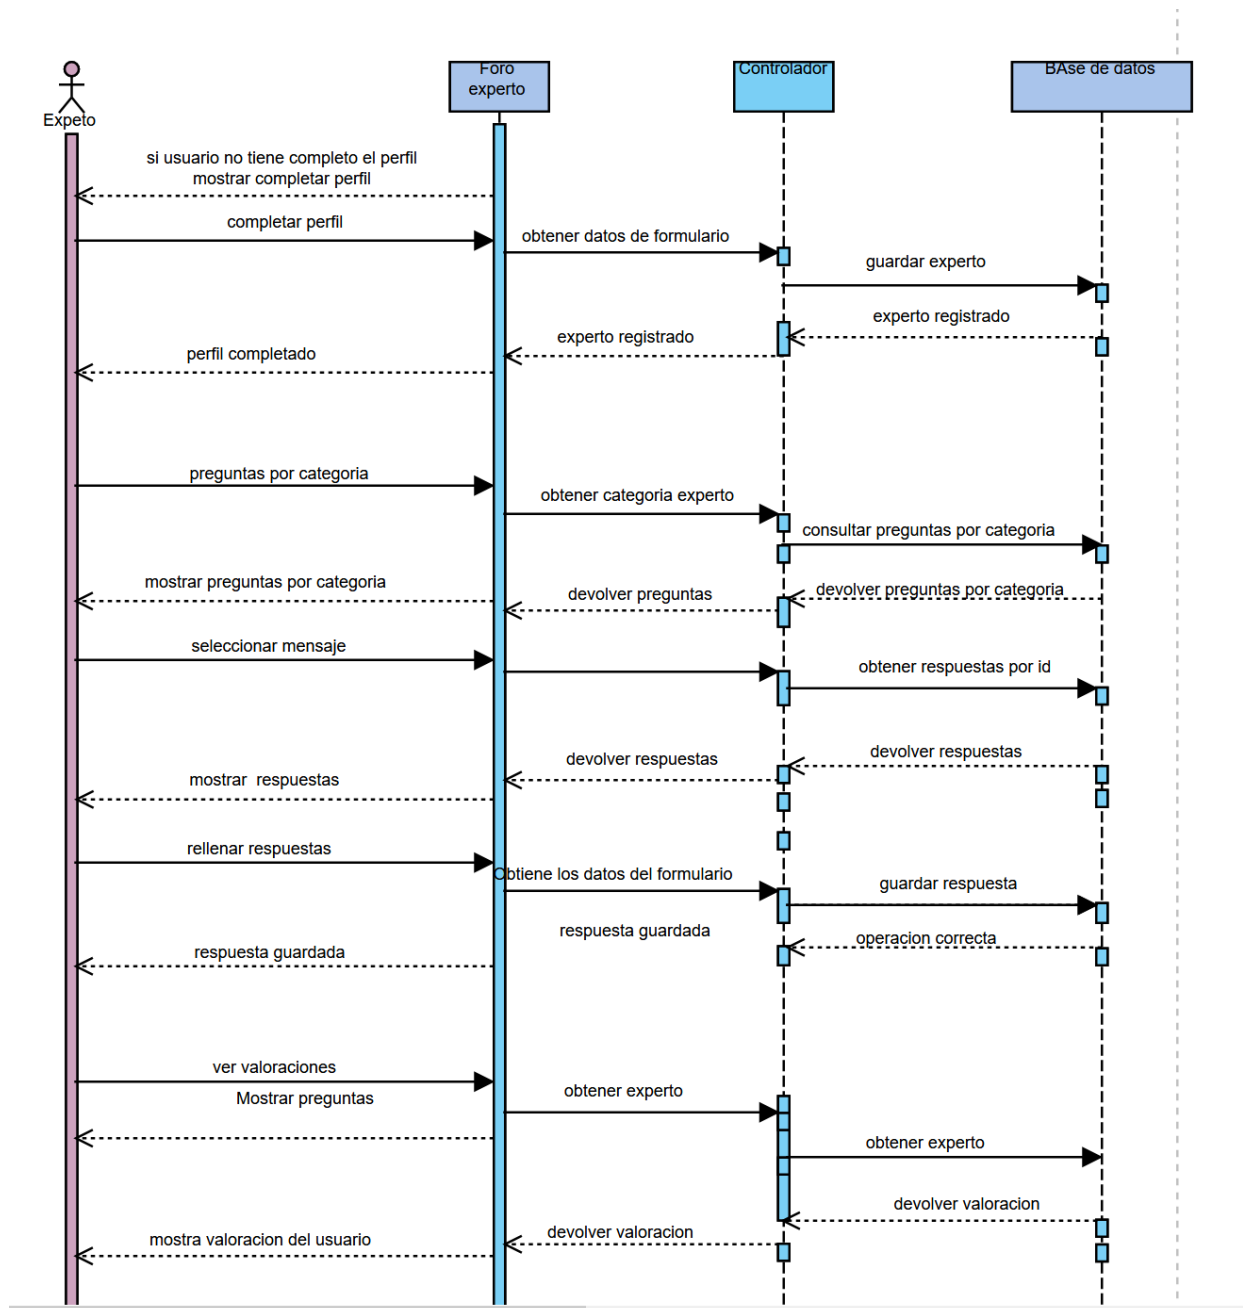 Foro
experto
Controlador
BAse de datos
Expeto
si usuario no tiene completo el perfil
mostrar completar perfil
completar perfil
obtener datos de formulario
guardar experto
experto registrado
experto registrado
perfil completado
preguntas por categoria
obtener categoria experto
consultar preguntas por categoria
mostrar preguntas por categoria
devolver preguntas
devolver preguntas por categoria
seleccionar mensaje
obtener respuestas por id
devolver respuestas
devolver respuestas
mostrar  respuestas
rellenar respuestas
Obtiene los datos del formulario
guardar respuesta
respuesta guardada
operacion correcta
respuesta guardada
ver valoraciones
obtener experto
Mostrar preguntas
obtener experto
devolver valoracion
devolver valoracion
mostra valoracion del usuario